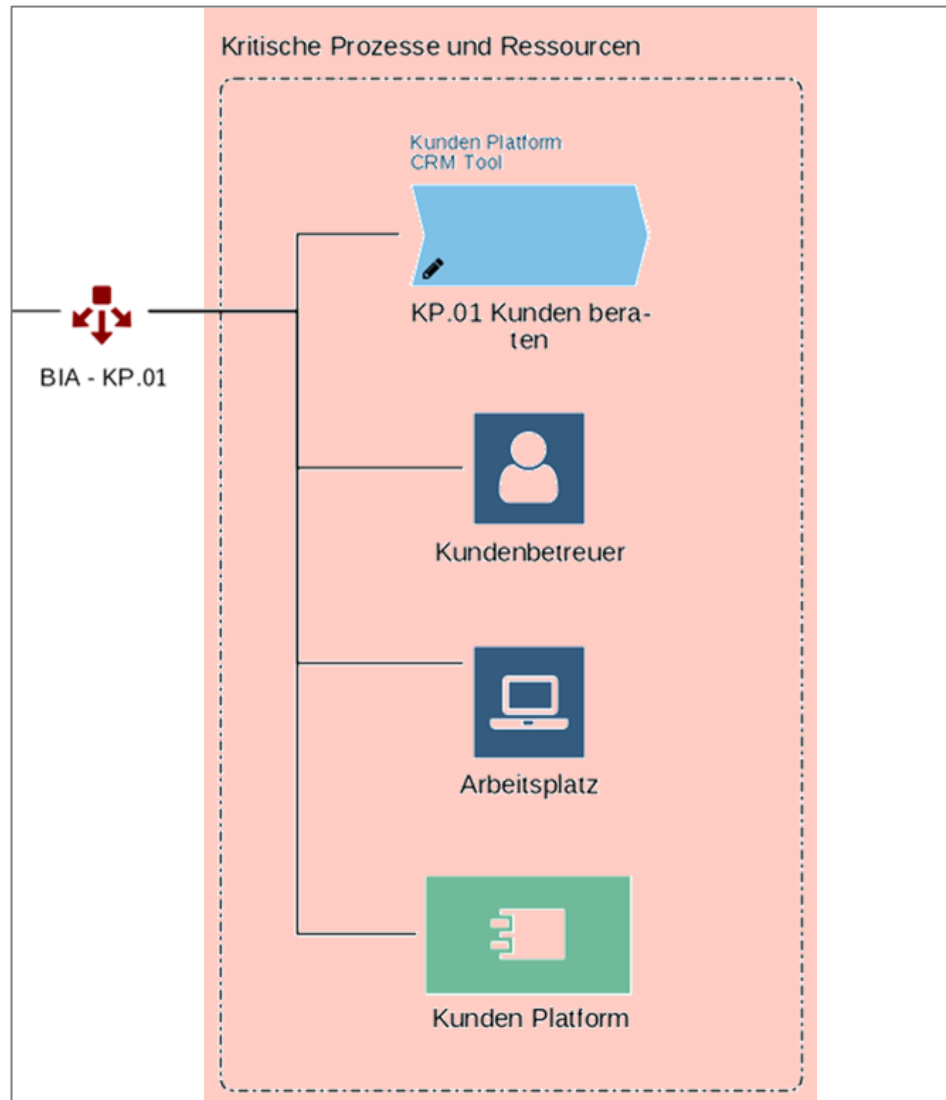 Kritische Prozesse und Ressourcen
Kunden Platform
CRM Tool
KP.01 Kunden bera-
ten
BIA - KP.01
Kundenbetreuer
Arbeitsplatz
Kunden Platform